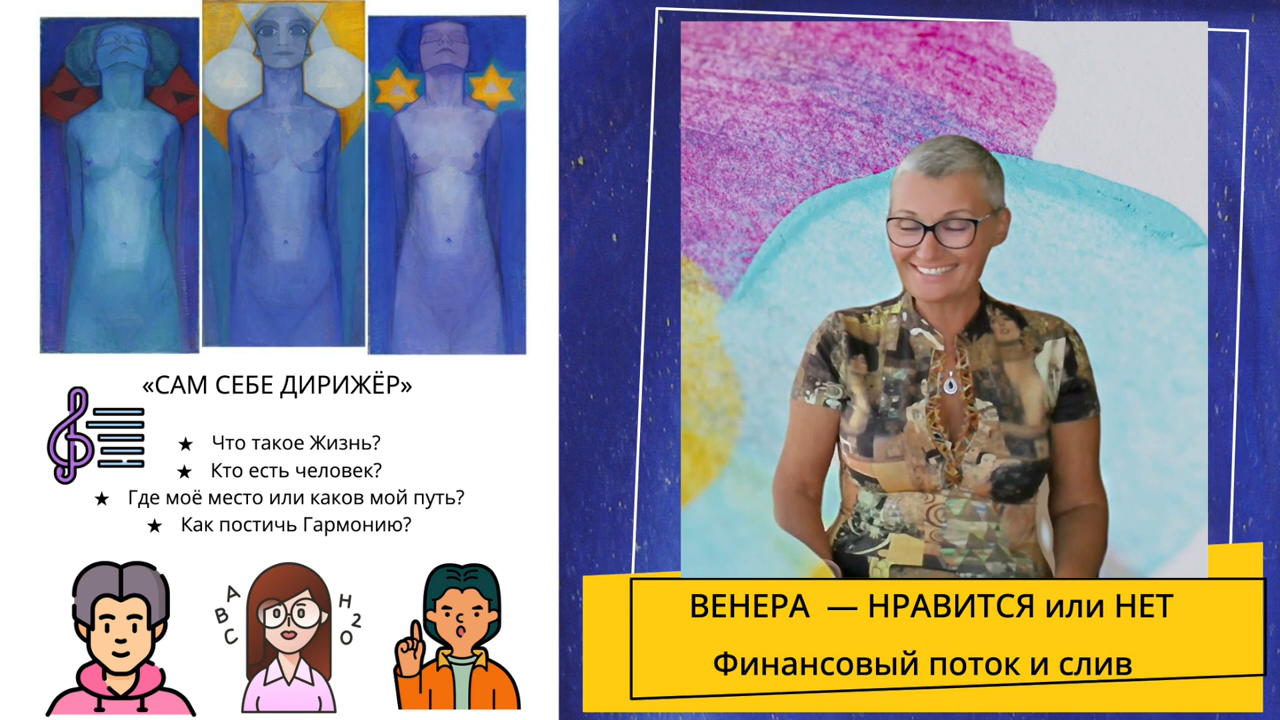 «САМ СЕБЕ ДИРИЖЁР»
★ Что такое Жизнь?
★ Кто есть человек?
★ Где моё место или каков мой путь?
★ Как постичь Гармонию?
A
B
C
H
2
O
ВЕНЕРА — НРАВИТСЯ или НЕТ
Финансовый поток и слив